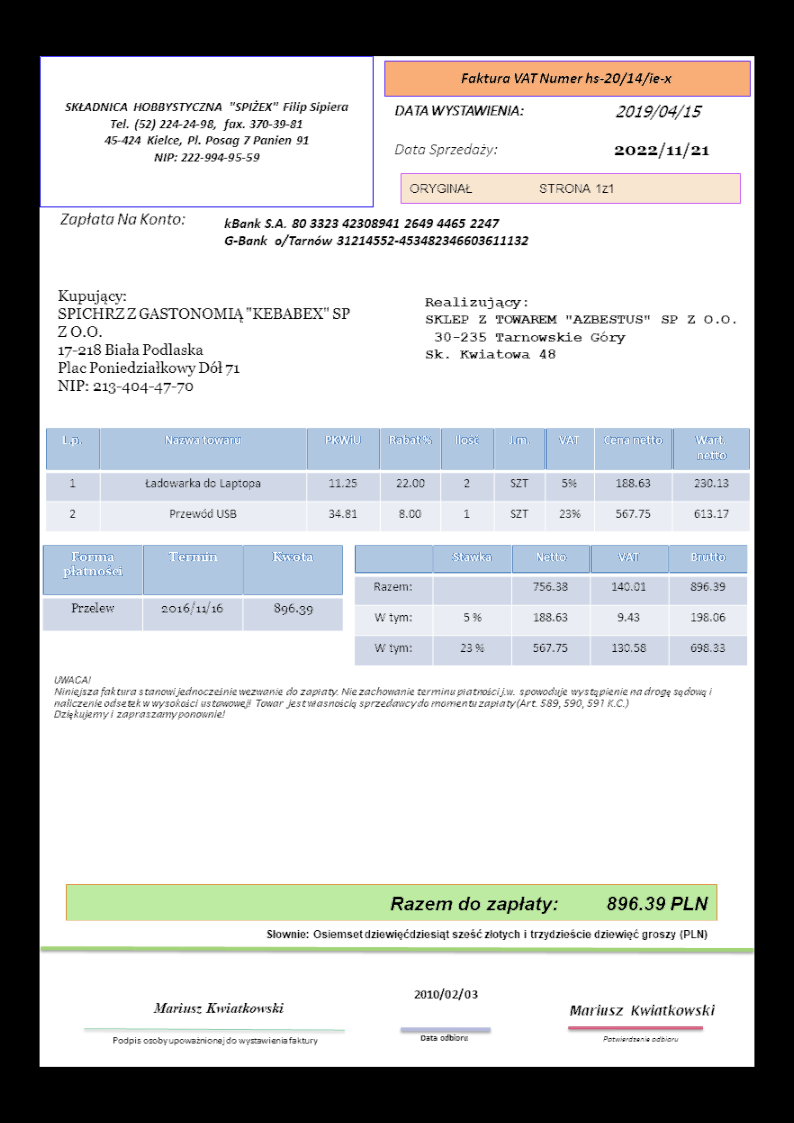 SKŁADNICA HOBBYSTYCZNA "SPIŻEX" Filip Sipiera
Tel. (52) 224-24-98, fax. 370-39-81
45-424 Kielce, Pl. Posag 7 Panien 91
NIP: 222-994-95-59
Faktura VAT Numer hs-20/14/ie-x
DATA WYSTAWIENIA: 2019/04/15
Data Sprzedaży: 2022/11/21
ORYGINAŁ STRONA 1z1
Zapłata Na Konto: kBank S.A. 80 3323 42308941 2649 4465 2247
G-Bank o/Tarnów 31214552-453482346603611132
Kupujący:
SPICHRZ Z GASTONOMIĄ "KEBABEX" SP
Z O.O.
17-218 Biała Podlaska
Plac Poniedziałkowy Dół 71
NIP: 213-404-47-70
Realizujący:
SKLEP Z TOWAREM "AZBESTUS" SP Z O.O.
30-235 Tarnowskie Góry
Sk. Kwiatowa 48
L.p. Nazwa towaru PKWiU Rabat% Ilość J.m. VAT Cena netto Wart. netto
1 Ładowarka do Laptopa 11.25 22.00 2 SZT 5% 188.63 230.13
2 Przewód USB 34.81 8.00 1 SZT 23% 567.75 613.17
Forma płatności Termin Kwota
Przelew 2016/11/16 896.39
Stawka Netto VAT Brutto
Razem: 756.38 140.01 896.39
W tym: 5 % 188.63 9.43 198.06
W tym: 23 % 567.75 130.58 698.33
UWAGA!
Niniejsza faktura stanowi jednocześnie wezwanie do zapłaty. Nie zachowanie terminu płatności j.w. spowoduje wystąpienie na drogę sądową i
naliczenie odsetek w wysokości ustawowej! Towar jest własnością sprzedawcy do momentu zapłaty (Art. 589, 590, 591 K.C.)
Dziękujemy i zapraszamy ponownie!
Razem do zapłaty: 896.39 PLN
Słownie: Osiemset dziewięćdziesiąt sześć złotych i trzydzieście dziewięć groszy (PLN)
Mariusz Kwiatkowski
Podpis osoby upoważnionej do wystawienia faktury
2010/02/03
Data odbioru
Mariusz Kwiatkowski
Potwierdzenie odbioru